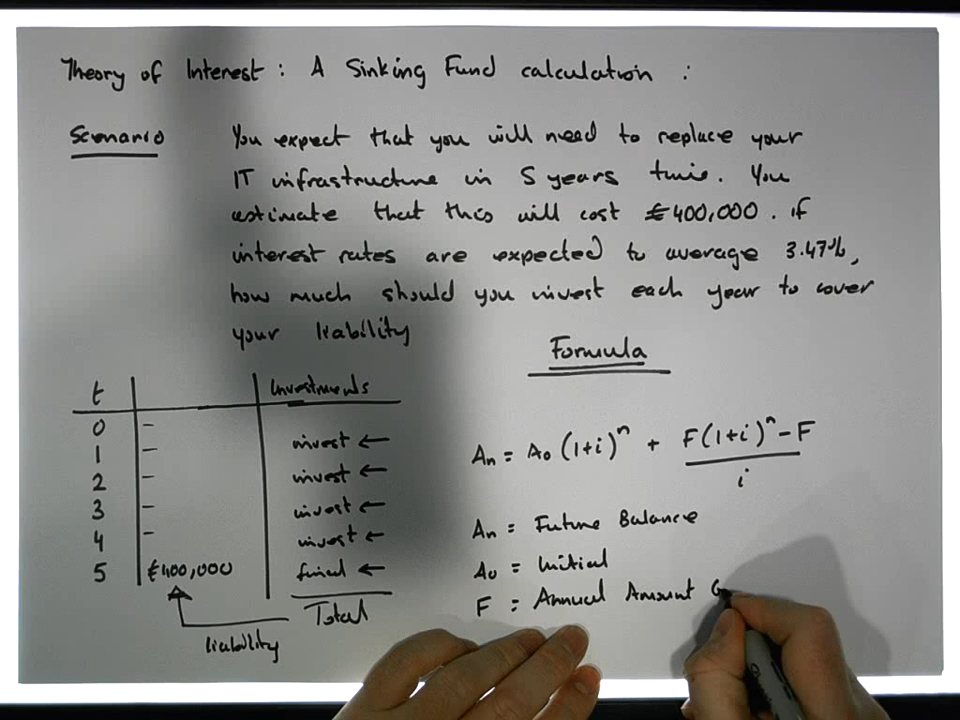 Theory of Interest: A Sinking Fund calculation :
Scenario You expect that you will need to replace your
IT infrastructure in 5 years time. You
estimate that this will cost €400,000. If
interest rates are expected to average 3.47%,
how much should you invest each year to cover
your liability
Formula
t Investments
0 -
1 - invest ←
2 - invest ←
3 - invest ←
4 - invest ←
5 €400,000 final ←
Total
liability
An = A0 (1+i)^n + F(1+i)^n - F
i
An = Future Balance
A0 = Initial
F = Annual Amount